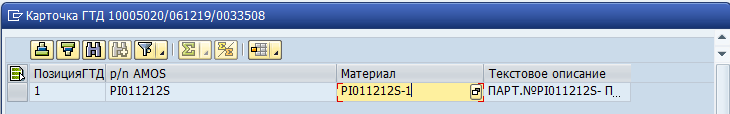 Карточка ГТД 10005020/061219/0033508
ПозицияГТД p/n AMOS Материал Текстовое описание
1 PI011212S PI011212S-1 ПАРТ.№PI011212S- П...